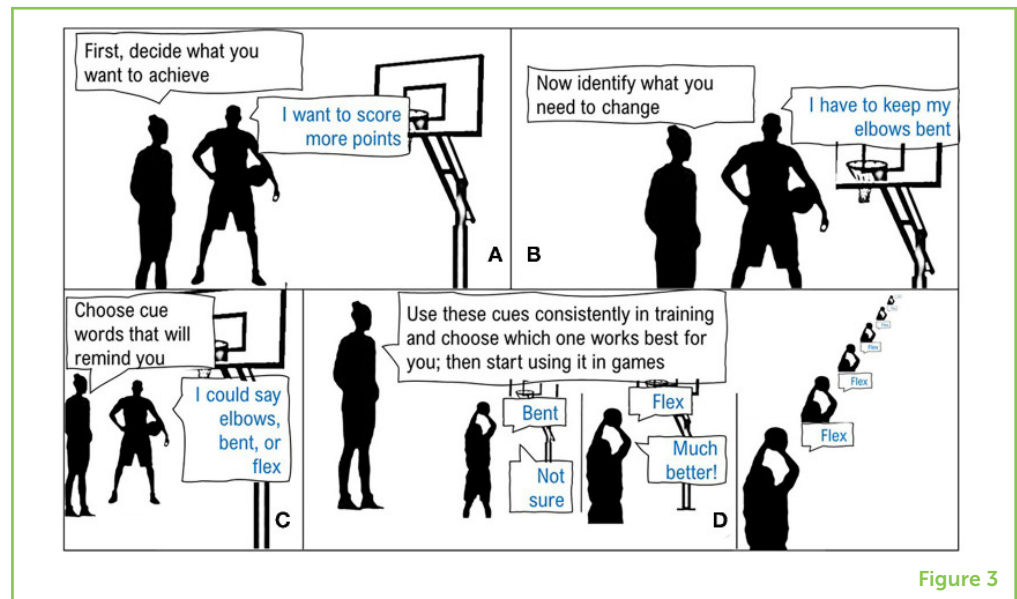 First, decide what you
want to achieve
I want to score
more points
A
Now identify what you
need to change
I have to keep my
elbows bent
B
Choose cue
words that will
remind you
I could say
elbows,
bent, or
flex
C
Use these cues consistently in training
and choose which one works best for
you; then start using it in games
Bent
Not
sure
Flex
Much
better!
D
Flex
Flex
Flex
Flex
Figure 3